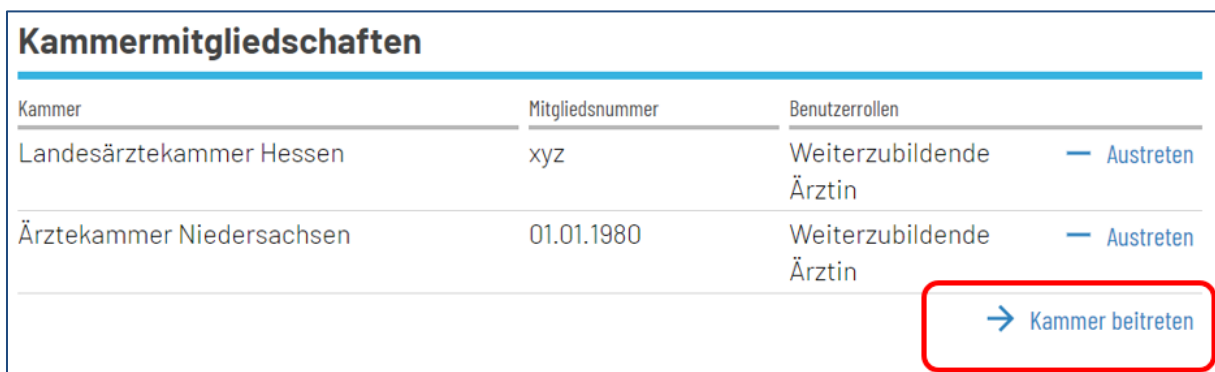 Kammermitgliedschaften
Kammer Mitgliedsnummer Benutzerrollen
Landesärztekammer Hessen xyz Weiterzubildende — Austreten
Ärztin
Ärztekammer Niedersachsen 01.01.1980 Weiterzubildende — Austreten
Ärztin
→ Kammer beitreten